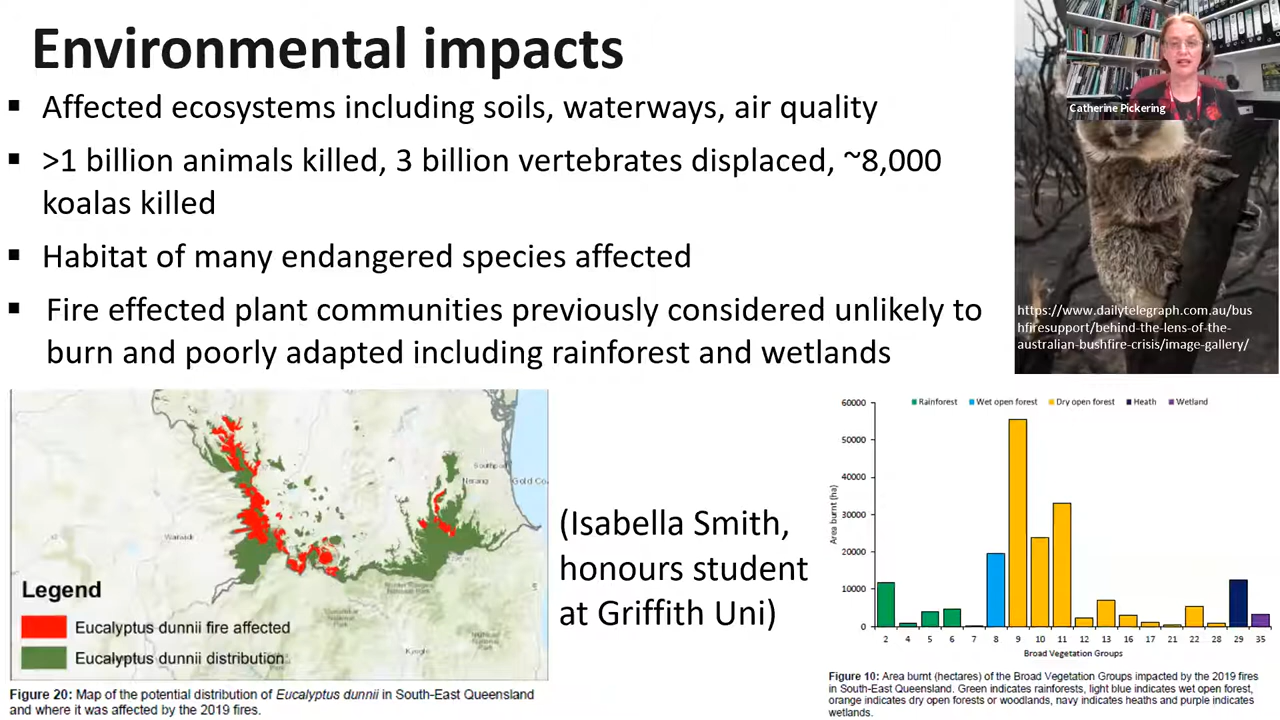 Environmental impacts
▪ Affected ecosystems including soils, waterways, air quality
▪ >1 billion animals killed, 3 billion vertebrates displaced, ~8,000
koalas killed
▪ Habitat of many endangered species affected
▪ Fire effected plant communities previously considered unlikely to
burn and poorly adapted including rainforest and wetlands
Catherine Pickering
https://www.dailytelegraph.com.au/bus
hfiresupport/behind-the-lens-of-the-
australian-bushfire-crisis/image-gallery/
Southport
Nerang
Gold Co
Warwick
Kyogle
Legend
Eucalyptus dunnii fire affected
Eucalyptus dunnii distribution
Figure 20: Map of the potential distribution of Eucalyptus dunnii in South-East Queensland
and where it was affected by the 2019 fires.
(Isabella Smith,
honours student
at Griffith Uni)
Rainforest Wet open forest Dry open forest Heath Wetland
60000
50000
40000
30000
20000
10000
0
Area burnt (ha)
2 4 5 6 7 8 9 10 11 12 13 16 17 21 22 28 29 35
Broad Vegetation Groups
Figure 10: Area burnt (hectares) of the Broad Vegetation Groups impacted by the 2019 fires
in South-East Queensland. Green indicates rainforests, light blue indicates wet open forest,
orange indicates dry open forests or woodlands, navy indicates heaths and purple indicates
wetlands.